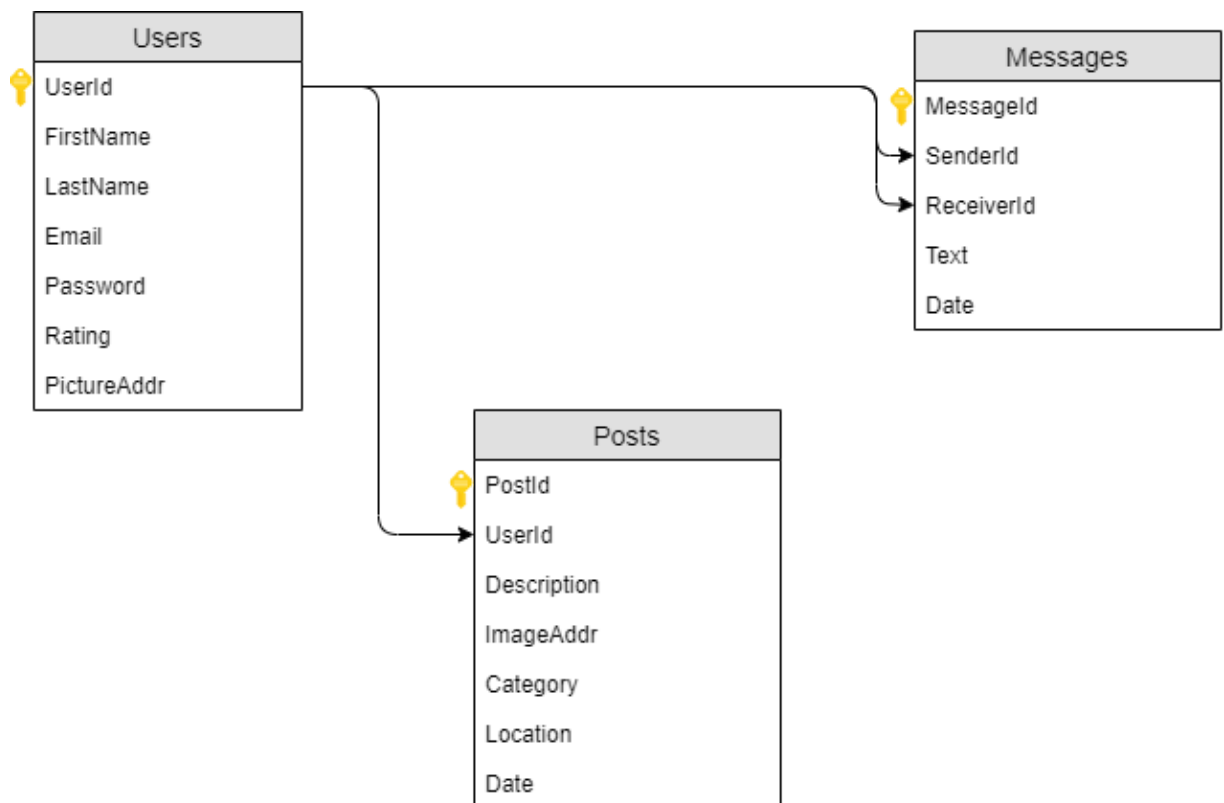 Users
UserId
FirstName
LastName
Email
Password
Rating
PictureAddr
Messages
MessageId
SenderId
ReceiverId
Text
Date
Posts
PostId
UserId
Description
ImageAddr
Category
Location
Date